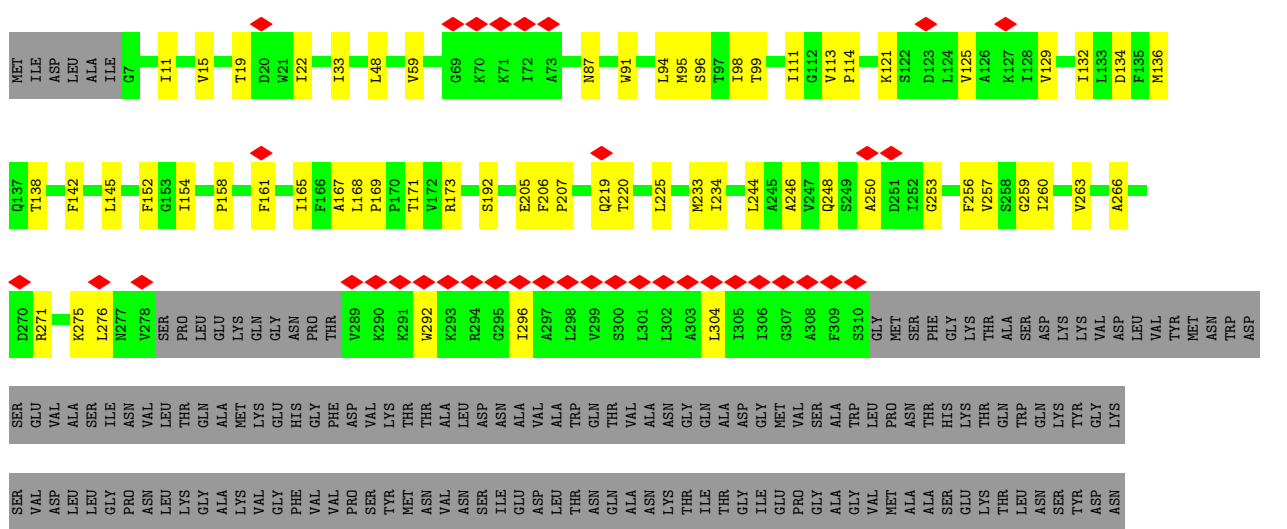 MET ILE ASP LEU ALA ILE G7 I11 V15 T19 D20 W21 I22 I33 L48 V59 G69 K70 K71 I72 A73 N87 W91 L94 M95 S96 T97 I98 T99 I111 G112 V113 P114 K121 S122 D123 L124 V125 A126 K127 I128 V129 I132 L133 D134 F135 M136
Q137 T138 F142 L145 F152 G153 I154 P158 F161 I165 F166 A167 L168 P169 P170 T171 V172 R173 S192 E205 F206 P207 Q219 T220 L225 M233 I234 L244 A245 A246 V247 Q248 S249 A250 D251 I252 G253 F256 V257 S258 G259 I260 V263 A266
D270 R271 K275 L276 N277 V278 SER PRO LEU GLU LYS GLN GLY ASN PRO THR V289 K290 K291 W292 K293 R294 G295 I296 A297 L298 V299 S300 L301 L302 A303 L304 I305 I306 G307 A308 F309 S310 GLY MET SER PHE GLY LYS THR ALA SER ASP LYS LYS VAL ASP LEU VAL TYR MET ASN TRP ASP
SER GLU VAL ALA SER ILE ASN VAL LEU THR GLN ALA MET LYS GLU HIS GLY PHE ASP VAL LYS THR THR ALA LEU ASP ASN ALA VAL ALA TRP GLN THR VAL ALA ASN GLY GLN ALA ASP GLY MET VAL SER ALA TRP LEU PRO ASN THR HIS LYS THR GLN TRP GLN LYS TYR GLY LYS
SER VAL ASP LEU LEU GLY PRO ASN LEU LYS GLY ALA LYS VAL GLY PHE VAL VAL PRO SER TYR MET ASN VAL ASN SER ILE GLU ASP LEU THR ASN GLN ALA ASN LYS THR ILE THR GLY ILE GLU PRO GLY ALA GLY VAL MET ALA ALA SER GLU LYS THR LEU ASN SER TYR ASP ASN